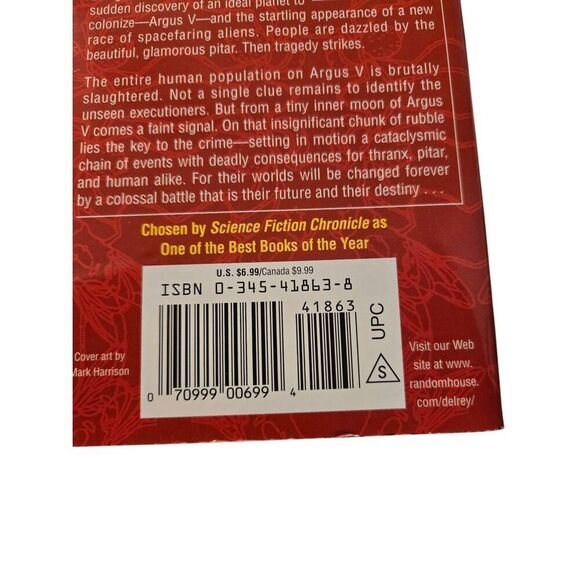 sudden discovery of an ideal planet to
colonize—Argus V—and the startling appearance of a new
race of spacefaring aliens. People are dazzled by the
beautiful, glamorous pitar. Then tragedy strikes.
The entire human population on Argus V is brutally
slaughtered. Not a single clue remains to identify the
unseen executioners. But from a tiny inner moon of Argus
V comes a faint signal. On that insignificant chunk of rubble
lies the key to the crime—setting in motion a cataclysmic
chain of events with deadly consequences for thranx, pitar,
and human alike. For their worlds will be changed forever
by a colossal battle that is their future and their destiny . . .
Chosen by Science Fiction Chronicle as
One of the Best Books of the Year
U.S. $6.99/Canada $9.99
ISBN 0-345-41863-8
41863
UPC
S
0 70999 00699 4
Cover art by
Mark Harrison
Visit our Web
site at www.
randomhouse.
com/delrey/